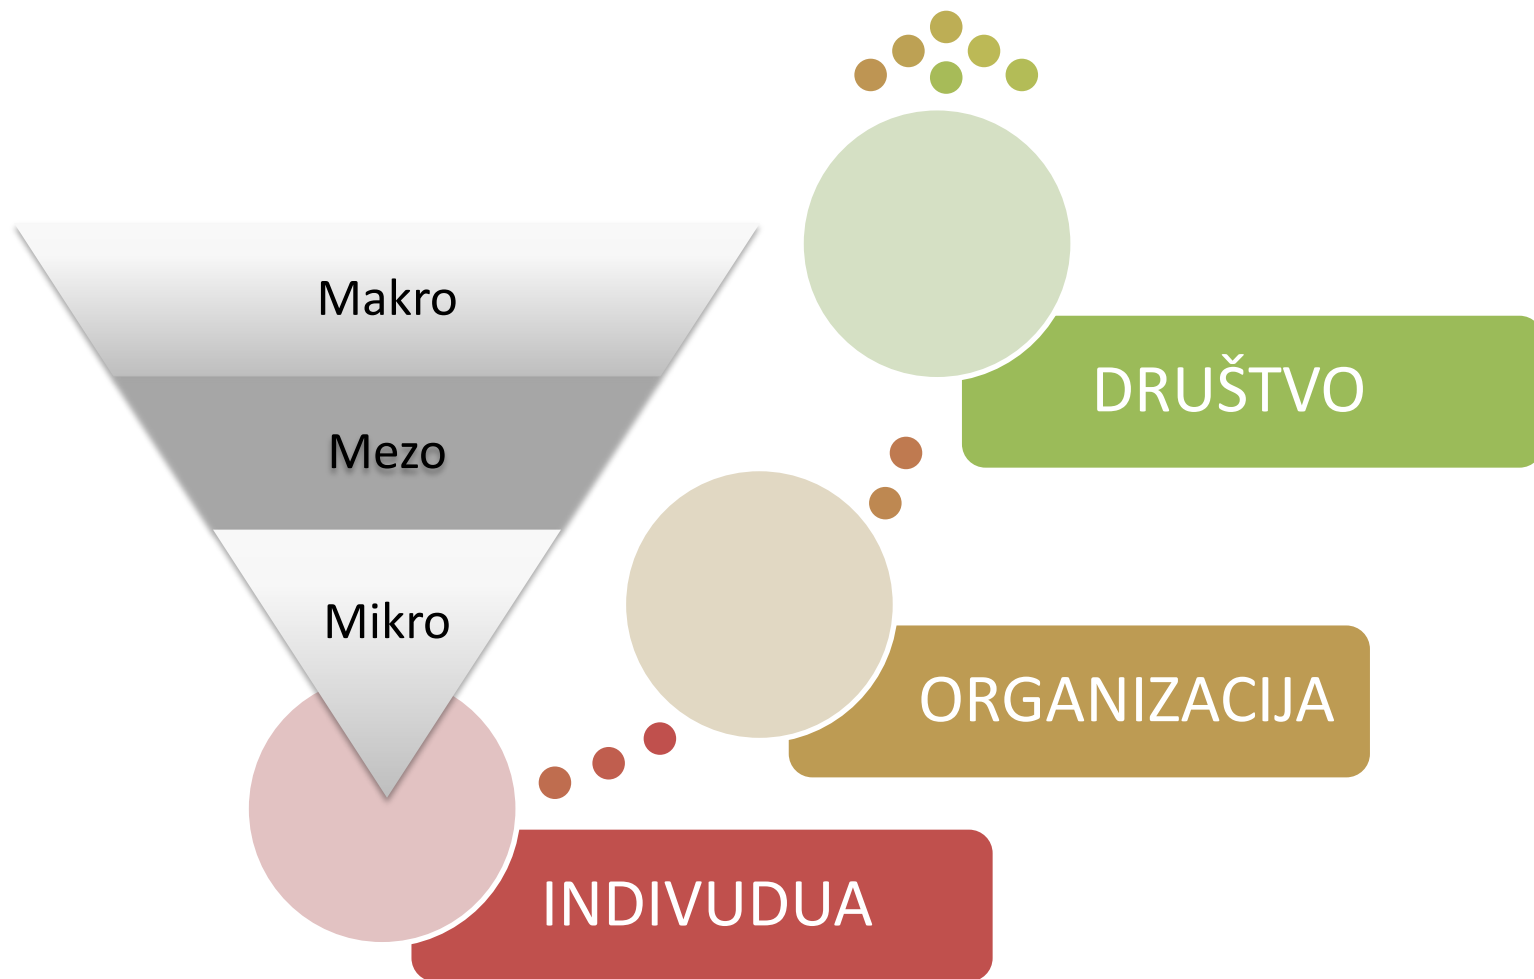 Makro
Mezo
Mikro
DRUŠTVO
ORGANIZACIJA
INDIVUDUA